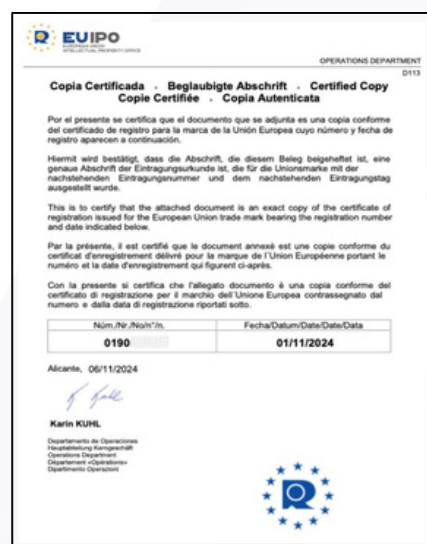 EUIPO
EUROPEAN UNION
INTELLECTUAL PROPERTY OFFICE
OPERATIONS DEPARTMENT
D113
Copia Certificada - Beglaubigte Abschrift - Certified Copy
Copie Certifiée - Copia Autenticata
Por el presente se certifica que el documento que se adjunta es una copia conforme
del certificado de registro para la marca de la Unión Europea cuyo número y fecha de
registro aparecen a continuación.
Hiermit wird bestätigt, dass die Abschrift, die diesem Beleg beigeheftet ist, eine
genaue Abschrift der Eintragungsurkunde ist, die für die Unionsmarke mit der
nachstehenden Eintragungsnummer und dem nachstehenden Eintragungstag
ausgestellt wurde.
This is to certify that the attached document is an exact copy of the certificate of
registration issued for the European Union trade mark bearing the registration number
and date indicated below.
Par la présente, il est certifié que le document annexé est une copie conforme du
certificat d'enregistrement délivré pour la marque de l'Union Européenne portant le
numéro et la date d'enregistrement qui figurent ci-après.
Con la presente si certifica che l'allegato documento è una copia conforme del
certificato di registrazione per il marchio dell'Unione Europea contrassegnato dal
numero e dalla data di registrazione riportati sotto.
Núm./Nr./No/n°/n. Fecha/Datum/Date/Date/Data
0190 01/11/2024
Alicante, 06/11/2024
Karin KUHL
Departamento de Operaciones
Hauptabteilung Kerngeschäft
Operations Department
Département «Opérations»
Dipartimento Operazioni
R